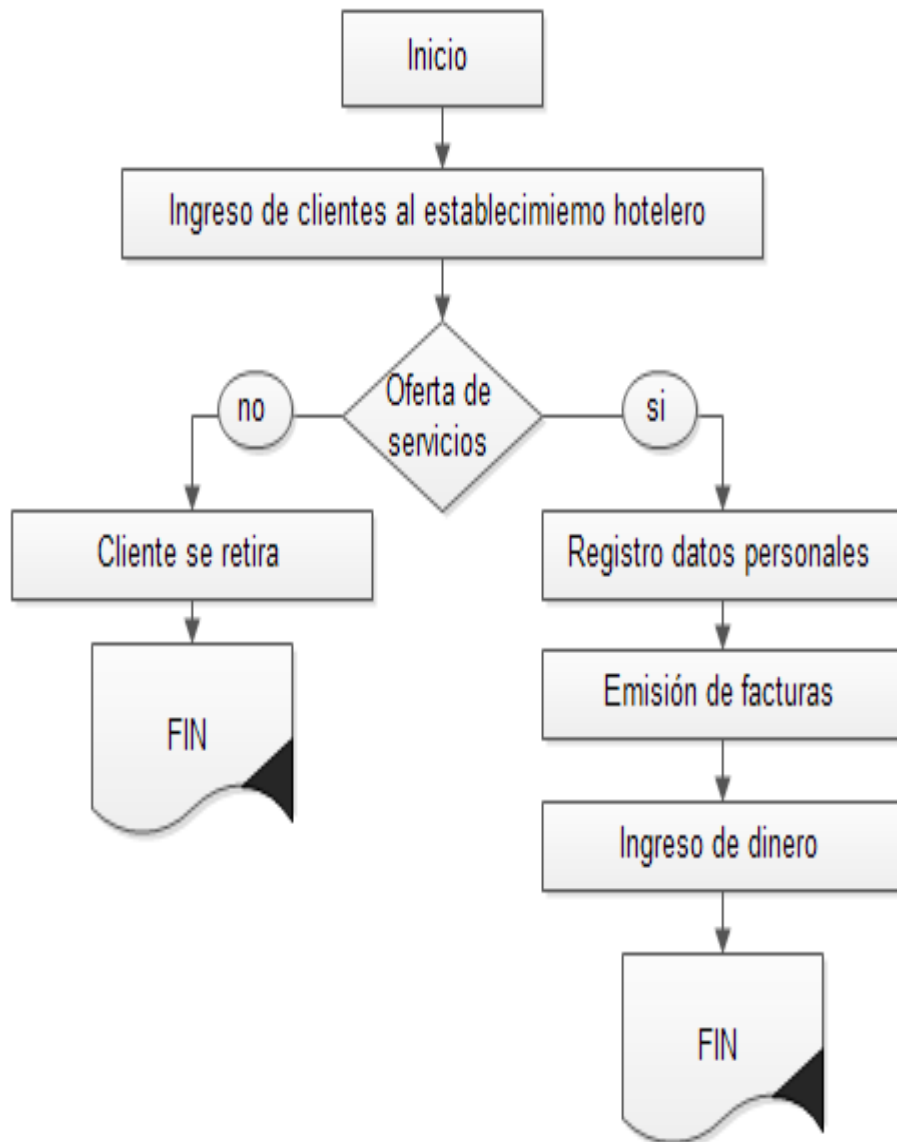 Inicio
Ingreso de clientes al establecimiemo hotelero
Oferta de
servicios
no
si
Cliente se retira
Registro datos personales
FIN
Emisión de facturas
Ingreso de dinero
FIN